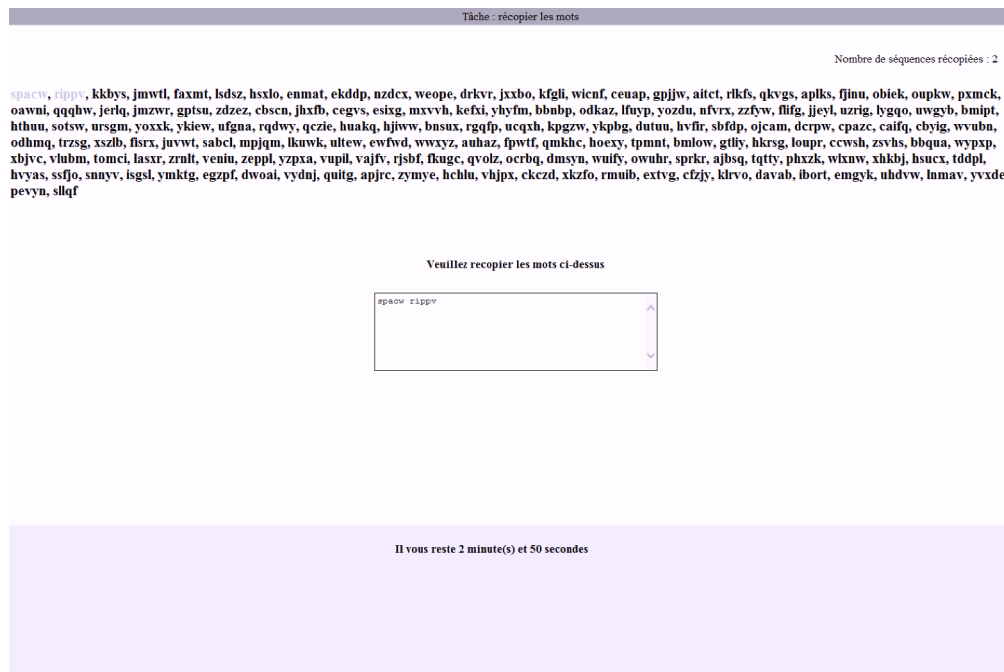 Tâche : récopier les mots
Nombre de séquences récopiées : 2
spacw, rippv, kkbys, jmwtl, faxmt, lsdsz, hsxlo, enmat, ekddp, nzdcx, weope, drkvr, jxxbo, kfgli, wicnf, ceuap, gpjjw, aitct, rlkfs, qkvgs, aplks, fjinu, obiek, oupkw, pxmck,
oawni, qqqhw, jerlq, jmzwr, gptsu, zdzez, cbscn, jhxfb, cegvs, esixg, mxvvh, kefxi, yhyfm, bbnbp, odkaz, lfuyp, yozdu, nfvrx, zzfyw, flifg, jjeyl, uzrig, lygqo, uwgyb, bmipt,
hthuu, sotsw, ursgm, yoxxk, ykiew, ufgna, rqdwy, qczie, huakq, hjiww, bnsux, rgqfp, ucqxh, kpgzw, ykpbg, dutuu, hvfir, sbfdp, ojcam, dcrpw, cpazc, caifq, cbyig, wvubn,
odhmq, trzsg, xszlb, fisrx, juvwt, sabcl, mpjqm, lkuwk, ultew, ewfwd, wwxyz, auhaz, fpwtf, qmkhc, hoexy, tpmnt, bmlow, gtliy, hkrsg, loupr, ccwsh, zsvhs, bbqua, wypxp,
xbjvc, vlubm, tomci, lasxr, zrnlt, veniu, zeppl, yzpxa, vupil, vajfv, rjsbf, fkugc, qvolz, ocrbq, dmsyn, wuify, owuhr, sprkr, ajbsq, tqtty, phxzk, wlxnw, xhkbj, hsucx, tddpl,
hvyas, ssfjo, snnyv, isgsl, ymktg, egzpf, dwoai, vydnj, quitg, apjrc, zymye, hchlu, vhjpx, ckczd, xkzfo, rmuib, extvg, cfzjy, klrvo, davab, ibort, emgyk, uhdvw, lnmav, yvxde
pevyn, sllqf
Veuillez recopier les mots ci-dessus
spacw rippv
Il vous reste 2 minute(s) et 50 secondes